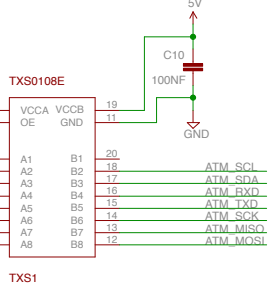 5V
C10
100NF
GND
TXS0108E
VCCA VCCB 19
OE GND 11
A1 B1 20
A2 B2 18 ATM_SCL
A3 B3 17 ATM_SDA
A4 B4 16 ATM_RXD
A5 B5 15 ATM_TXD
A6 B6 14 ATM_SCK
A7 B7 13 ATM_MISO
A8 B8 12 ATM_MOSI
TXS1